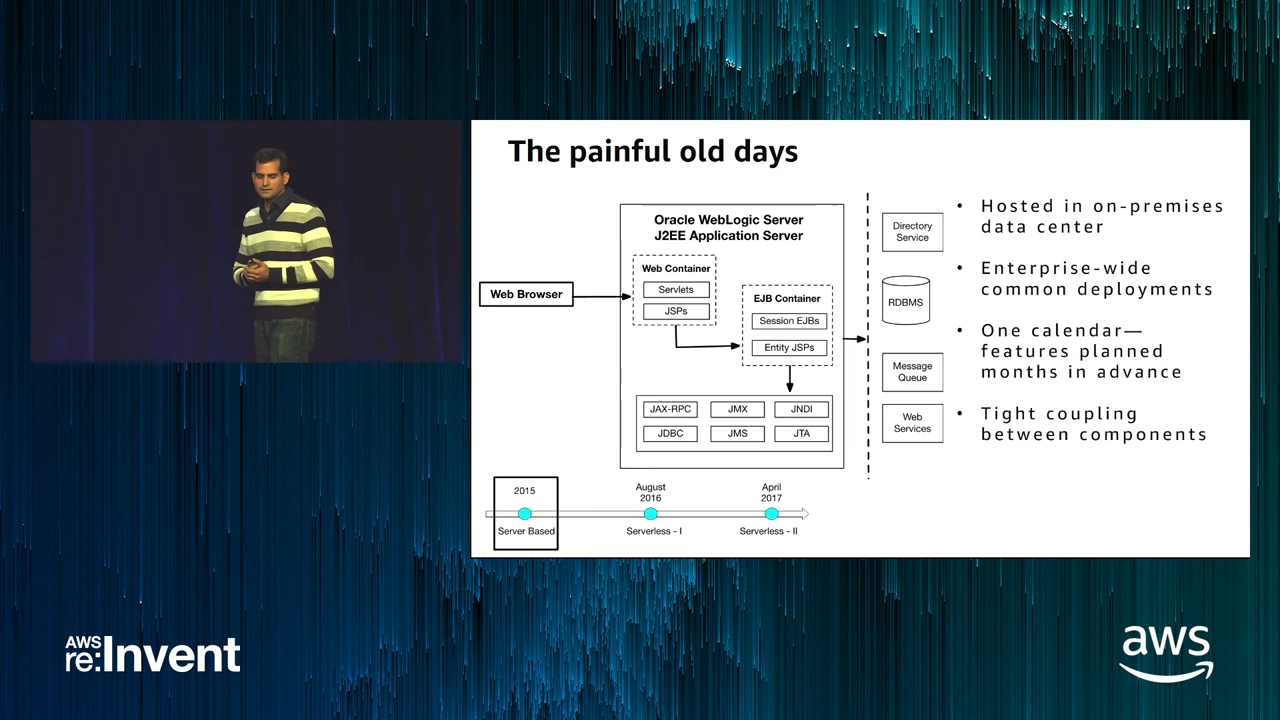 The painful old days
Oracle WebLogic Server
J2EE Application Server
Web Container
Servlets
JSPs
Web Browser
EJB Container
Session EJBs
Entity JSPs
JAX-RPC
JMX
JNDI
JDBC
JMS
JTA
Directory
Service
RDBMS
Message
Queue
Web
Services
• Hosted in on-premises
data center
• Enterprise-wide
common deployments
• One calendar—
features planned
months in advance
• Tight coupling
between components
2015
Server Based
August
2016
Serverless - I
April
2017
Serverless - II
AWS
re:Invent
aws